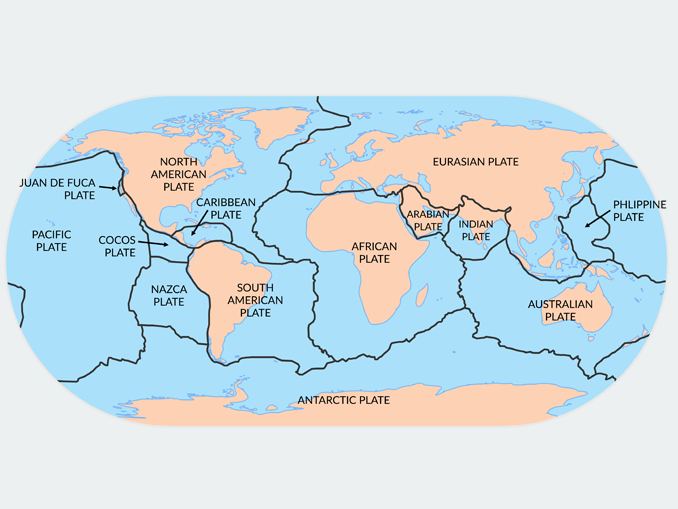 NORTH
AMERICAN
PLATE
EURASIAN PLATE
JUAN DE FUCA
PLATE
CARIBBEAN
PLATE
ARABIAN
PLATE
INDIAN
PLATE
PHLIPPINE
PLATE
PACIFIC
PLATE
COCOS
PLATE
AFRICAN
PLATE
NAZCA
PLATE
SOUTH
AMERICAN
PLATE
AUSTRALIAN
PLATE
ANTARCTIC PLATE